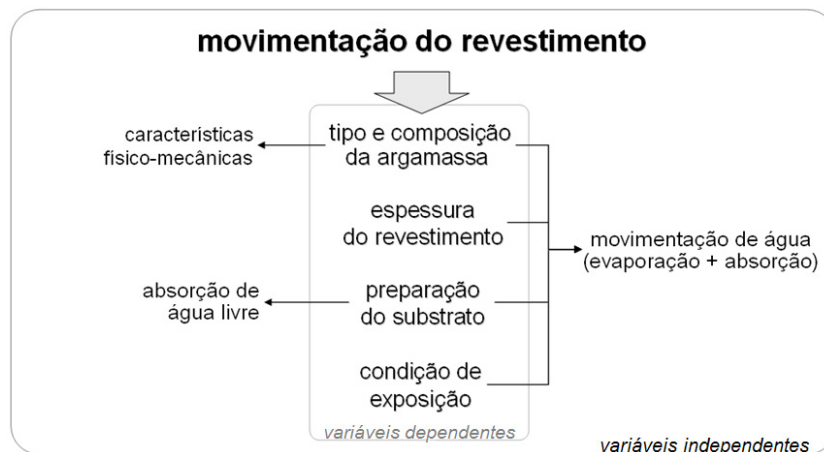 movimentação do revestimento
características
físico-mecânicas
tipo e composição
da argamassa
espessura
do revestimento
movimentação de água
(evaporação + absorção)
absorção de
água livre
preparação
do substrato
condição de
exposição
variáveis dependentes
variáveis independentes